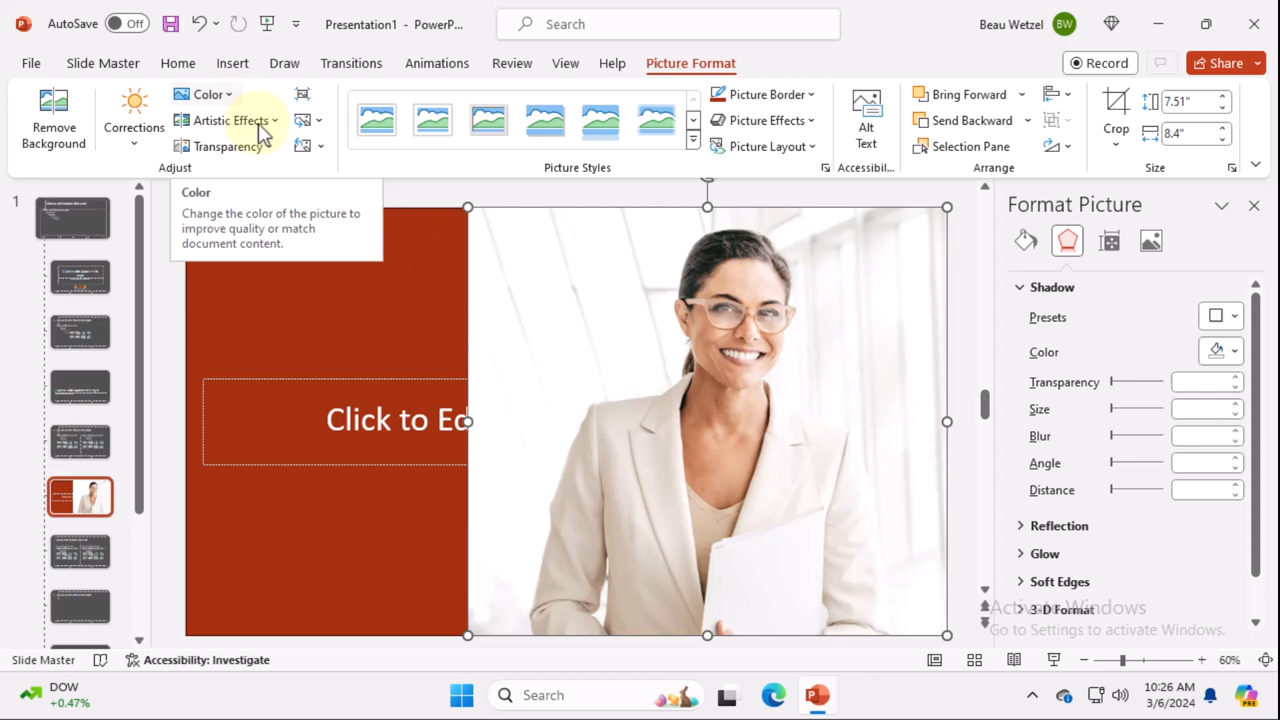 AutoSave Off Presentation1 - PowerP... Search Beau Wetzel BW
File Slide Master Home Insert Draw Transitions Animations Review View Help Picture Format Record Share
Remove Background
Corrections
Color
Artistic Effects
Transparency
Adjust
Picture Styles
Picture Border
Picture Effects
Picture Layout
Alt Text
Accessibil...
Bring Forward
Send Backward
Selection Pane
Arrange
Crop
7.51"
8.4"
Size
Color
Change the color of the picture to
improve quality or match
document content.
1
Click to Ed
Format Picture
Shadow
Presets
Color
Transparency
Size
Blur
Angle
Distance
Reflection
Glow
Soft Edges
3-D Format
Activate Windows
Go to Settings to activate Windows.
Slide Master Accessibility: Investigate 60%
DOW
+0.47%
Search
10:26 AM
3/6/2024
PRE